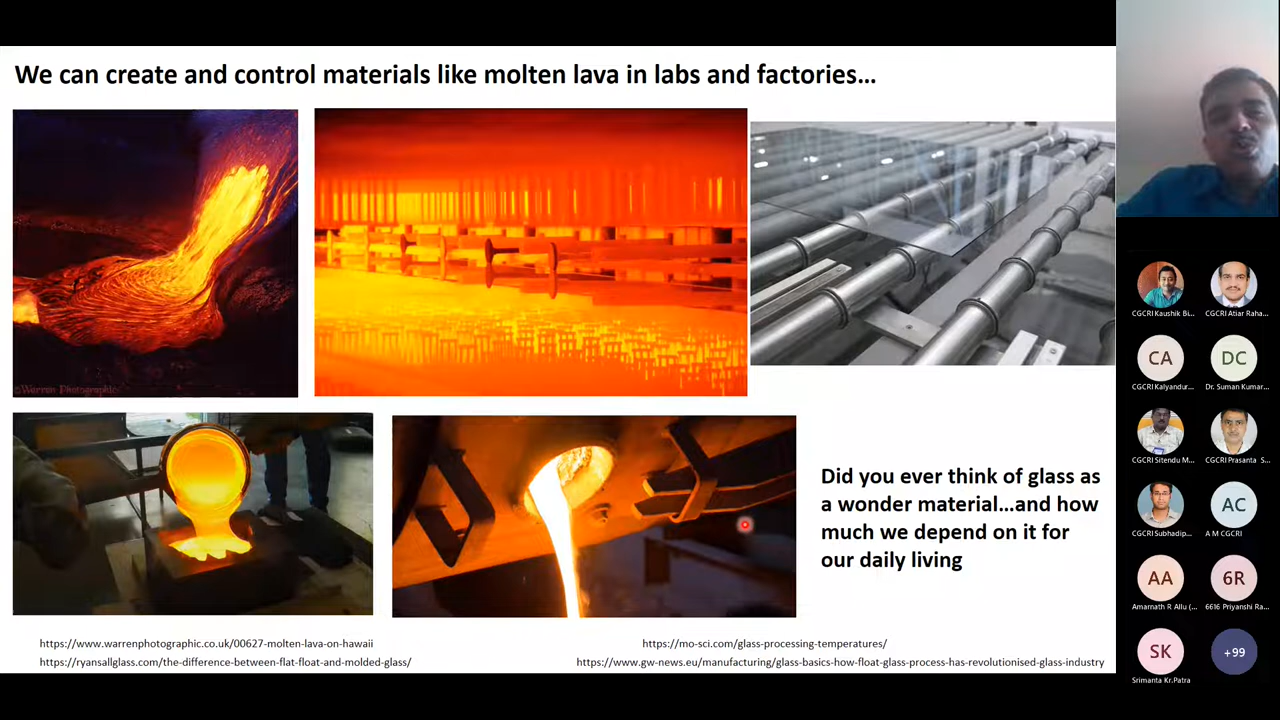 We can create and control materials like molten lava in labs and factories...
©Warren Photographic
Did you ever think of glass as
a wonder material...and how
much we depend on it for
our daily living
https://www.warrenphotographic.co.uk/00627-molten-lava-on-hawaii
https://mo-sci.com/glass-processing-temperatures/
https://ryansallglass.com/the-difference-between-flat-float-and-molded-glass/
https://www.gw-news.eu/manufacturing/glass-basics-how-float-glass-process-has-revolutionised-glass-industry
CGCRI Kaushik Bi...
CGCRI Atiar Raha...
CA
DC
CGCRI Kalyandur...
Dr. Suman Kumar...
CGCRI Sitendu M...
CGCRI Prasanta S...
AC
CGCRI Subhadip...
A M CGCRI
AA
6R
Amarnath R Allu (...
6616 Priyanshi Ra...
SK
+99
Srimanta Kr.Patra